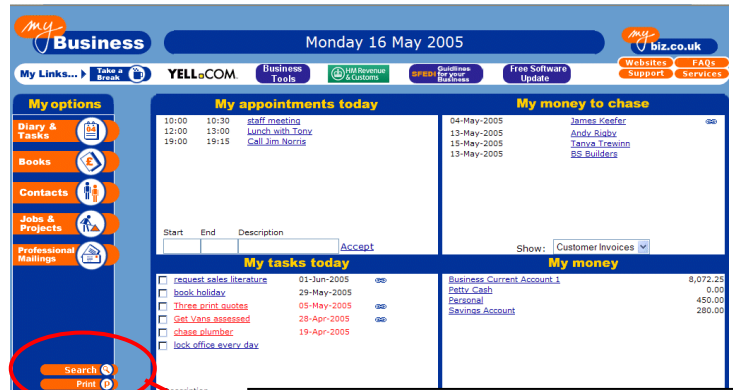 my Business
Monday 16 May 2005
my biz.co.uk
My Links... Take a Break
YELL.COM
Business Tools
HM Revenue & Customs
SFEDI Guidlines for your Business
Free Software Update
Websites FAQs
Support Services
My options
Diary & Tasks
04
Books
£
Contacts
Jobs & Projects
Professional Mailings
Search
Print P
My appointments today
10:00 10:30 staff meeting
12:00 13:00 Lunch with Tony
19:00 19:15 Call Jim Norris
Start End Description
Accept
My money to chase
04-May-2005 James Keefer
13-May-2005 Andy Rigby
15-May-2005 Tanya Trewinn
13-May-2005 BS Builders
Show: Customer Invoices
My tasks today
request sales literature 01-Jun-2005
book holiday 29-May-2005
Three print quotes 05-May-2005
Get Vans assessed 28-Apr-2005
chase plumber 19-Apr-2005
lock office every day
My money
Business Current Account 1 8,072.25
Petty Cash 0.00
Personal 450.00
Savings Account 280.00